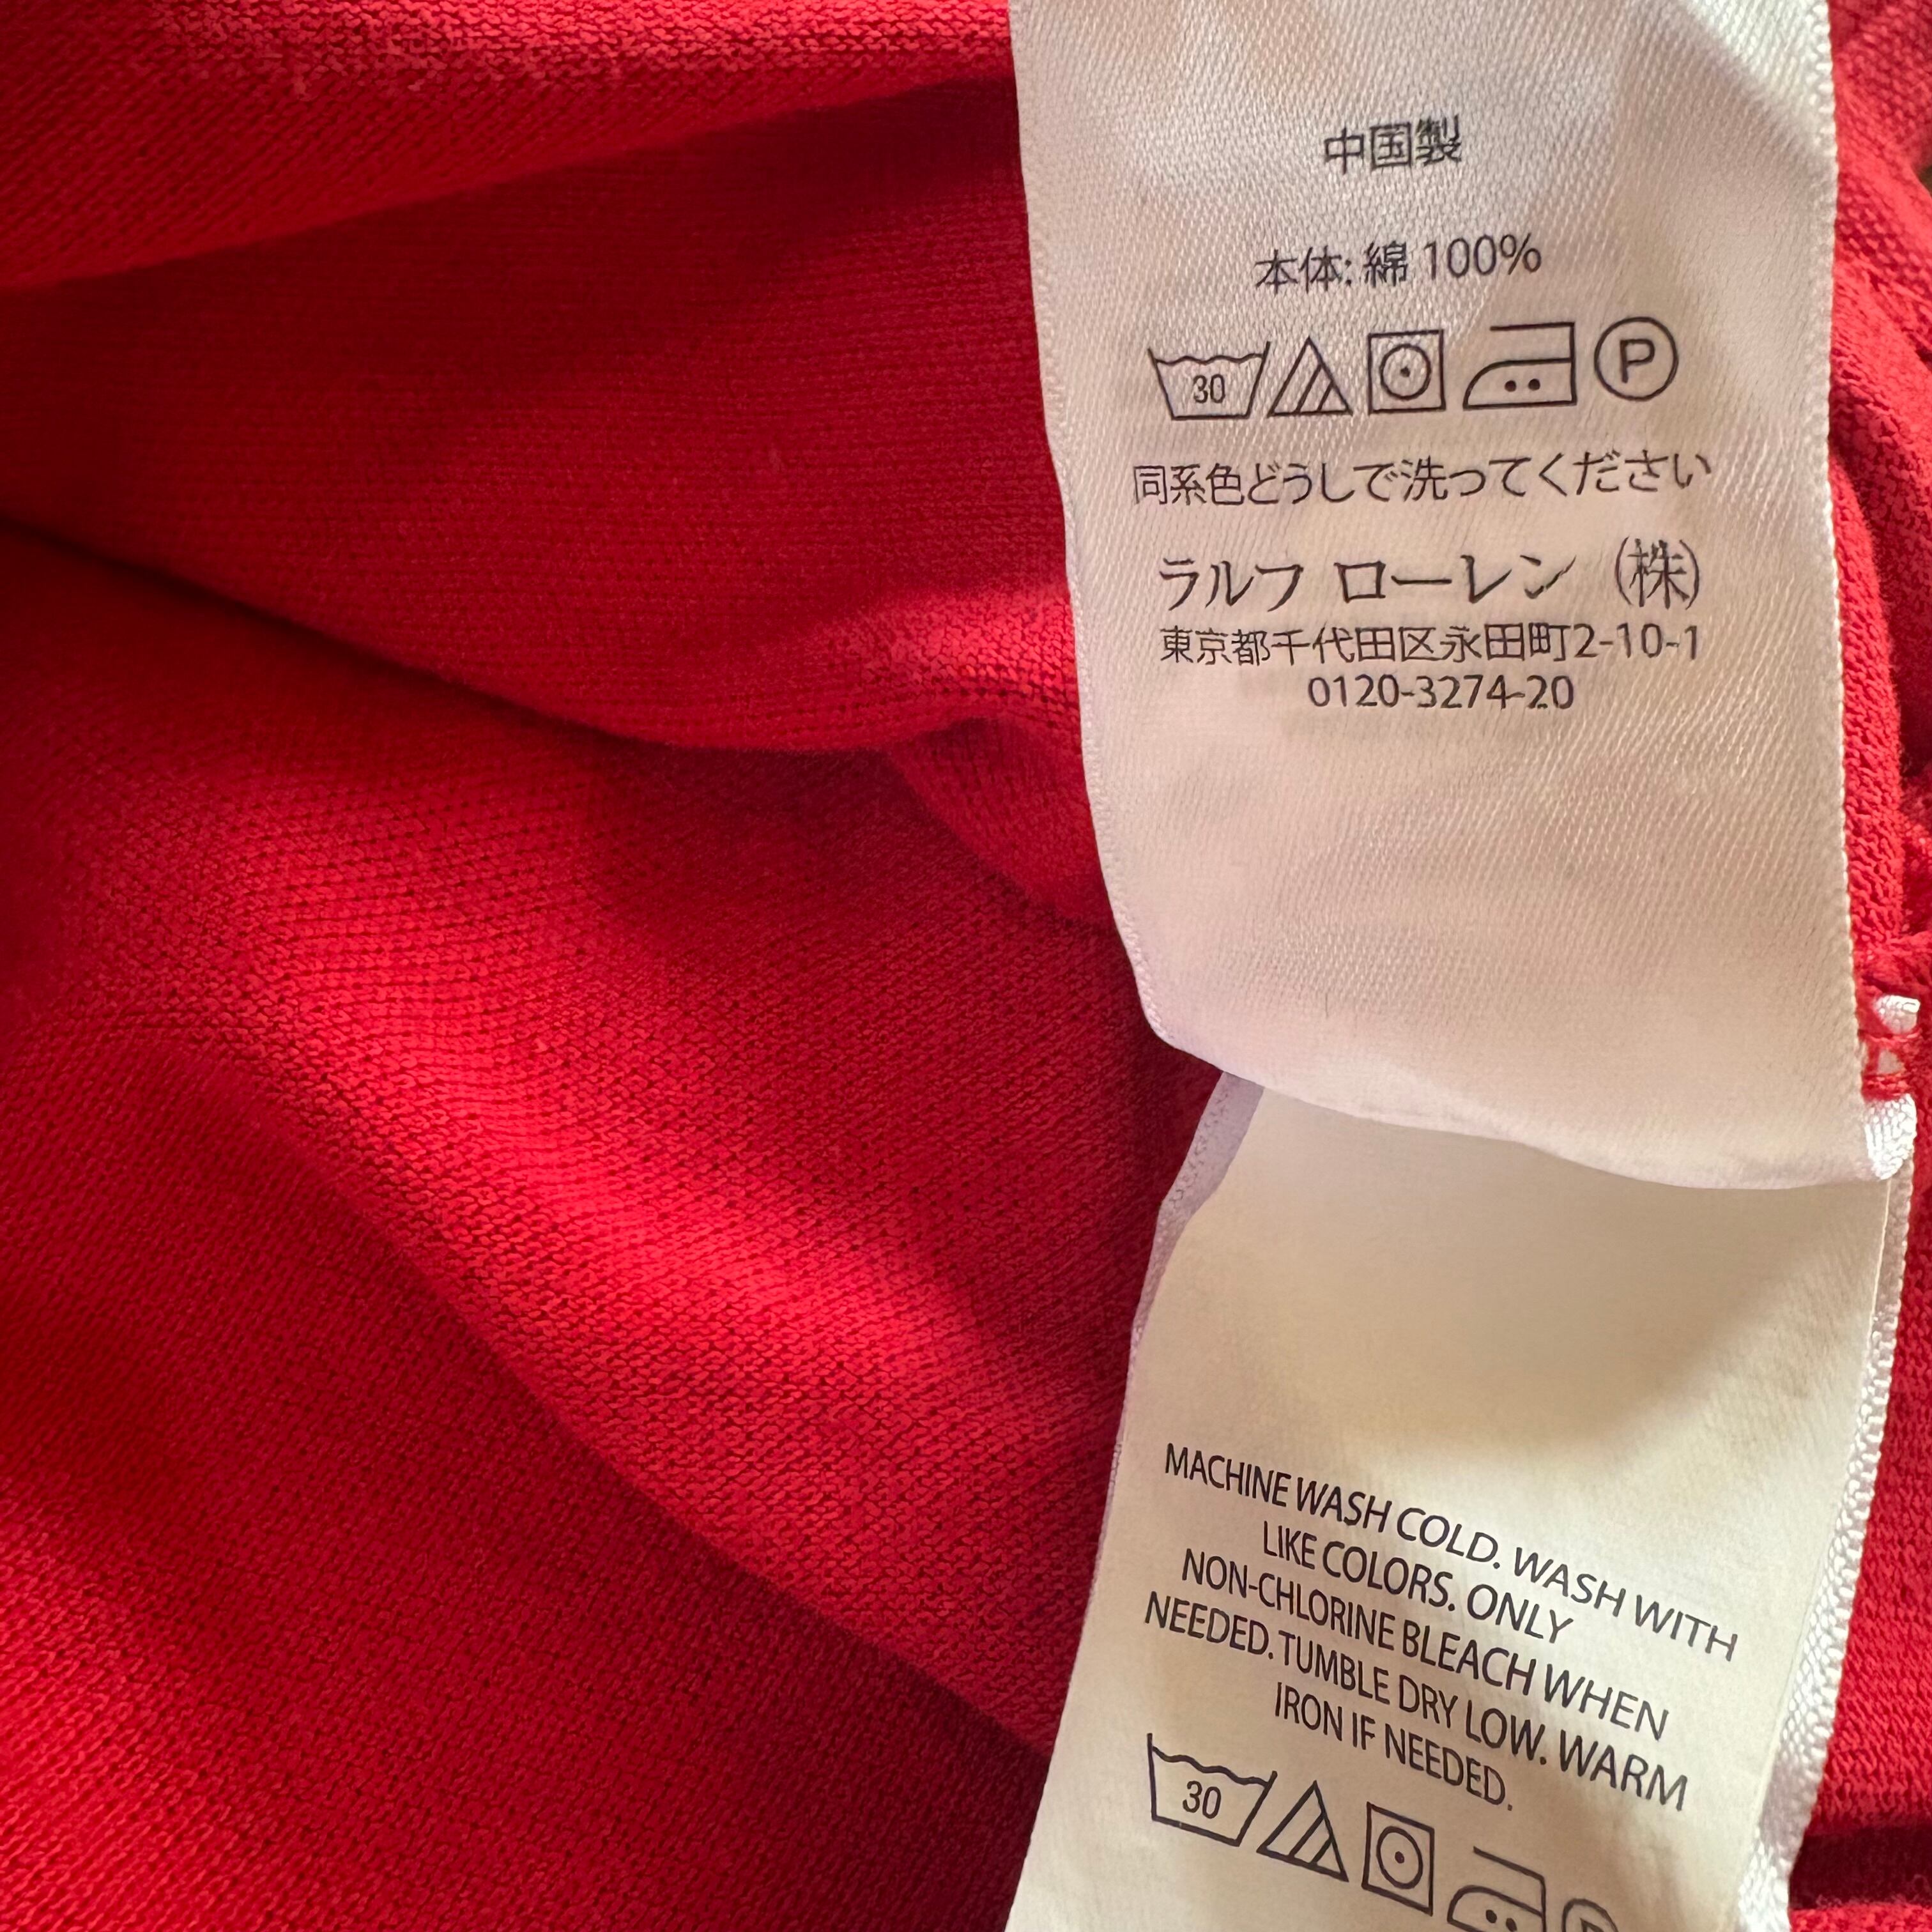 中国製
本体: 綿 100%
30
P
同系色どうしで洗ってください
ラルフ ローレン (株)
東京都千代田区永田町2-10-1
0120-3274-20
MACHINE WASH COLD. WASH WITH
LIKE COLORS. ONLY
NON-CHLORINE BLEACH WHEN
NEEDED. TUMBLE DRY LOW. WARM
IRON IF NEEDED.
30